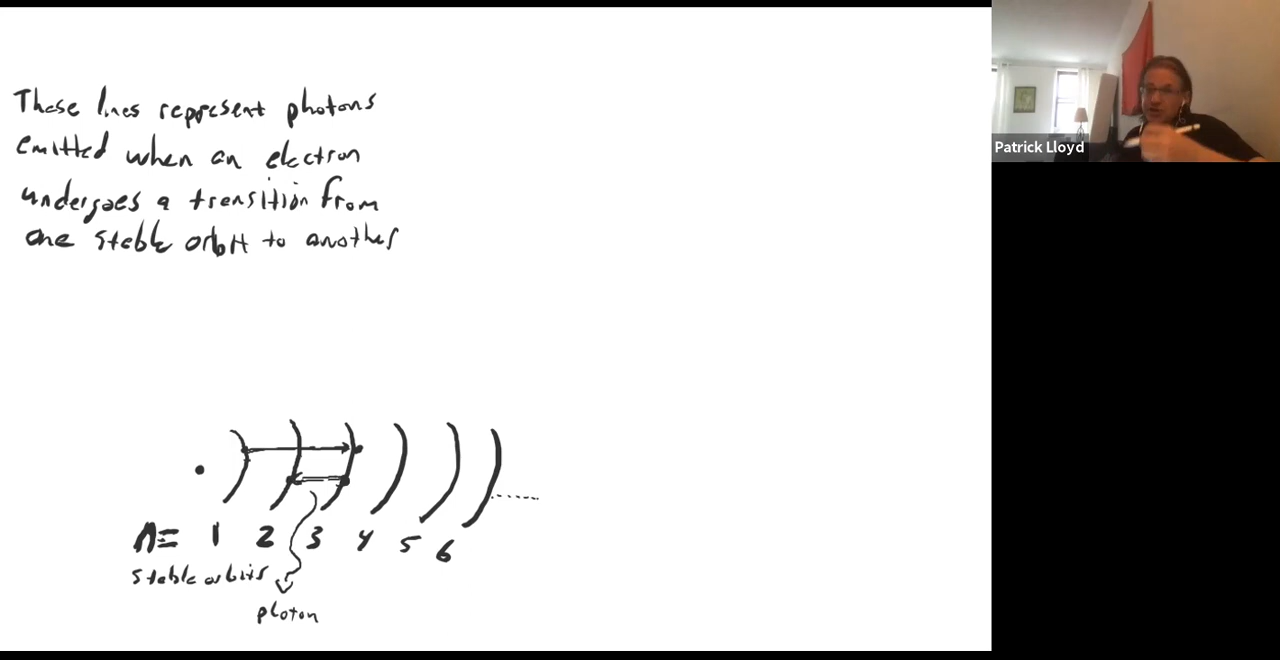 These lines represent photons
emitted when an electron
undergoes a transition from
one stable orbit to another
Patrick Lloyd
n= 1 2 3 4 5 6
stable orbits
photon